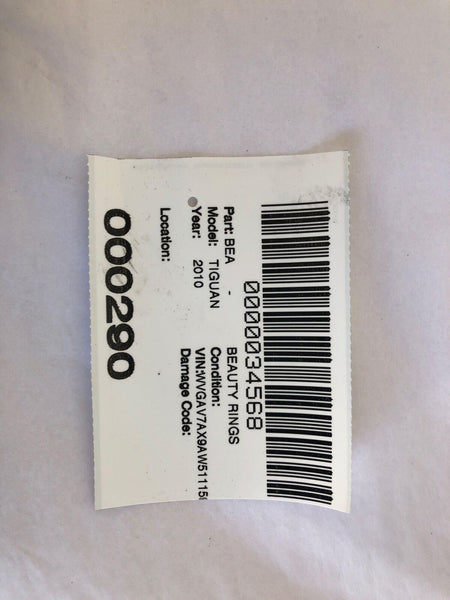 0000034568
Part: BEA - BEAUTY RINGS
Model: TIGUAN Condition:
Year: 2010 VIN:WVGAV7AX9AW51115
Damage Code:
Location:
000290